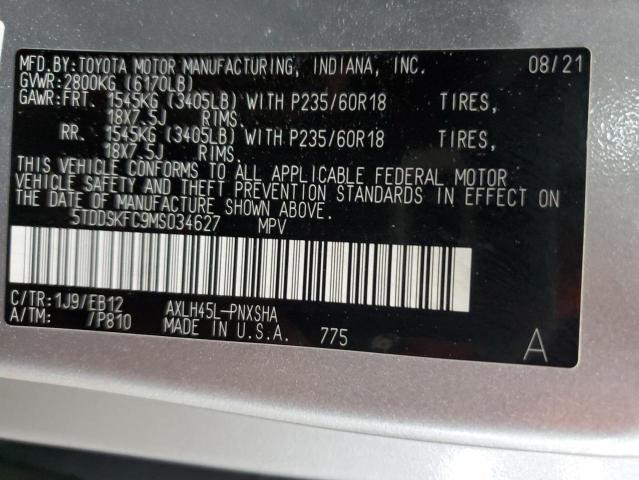 MFD.BY:TOYOTA MOTOR MANUFACTURING, INDIANA, INC. 08/21
GVWR:2800KG (6170LB)
GAWR:FRT. 1545KG (3405LB) WITH P235/60R18 TIRES,
18X7.5J RIMS.
RR. 1545KG (3405LB) WITH P235/60R18 TIRES,
18X7.5J RIMS.
THIS VEHICLE CONFORMS TO ALL APPLICABLE FEDERAL MOTOR
VEHICLE SAFETY AND THEFT PREVENTION STANDARDS IN EFFECT ON
THE DATE OF MANUFACTURE SHOWN ABOVE.
5TDDSKFC9MS034627 MPV
C/TR:1J9/EB12 AXLH45L-PNXSHA
A/TM: /P810 MADE IN U.S.A. 775 A